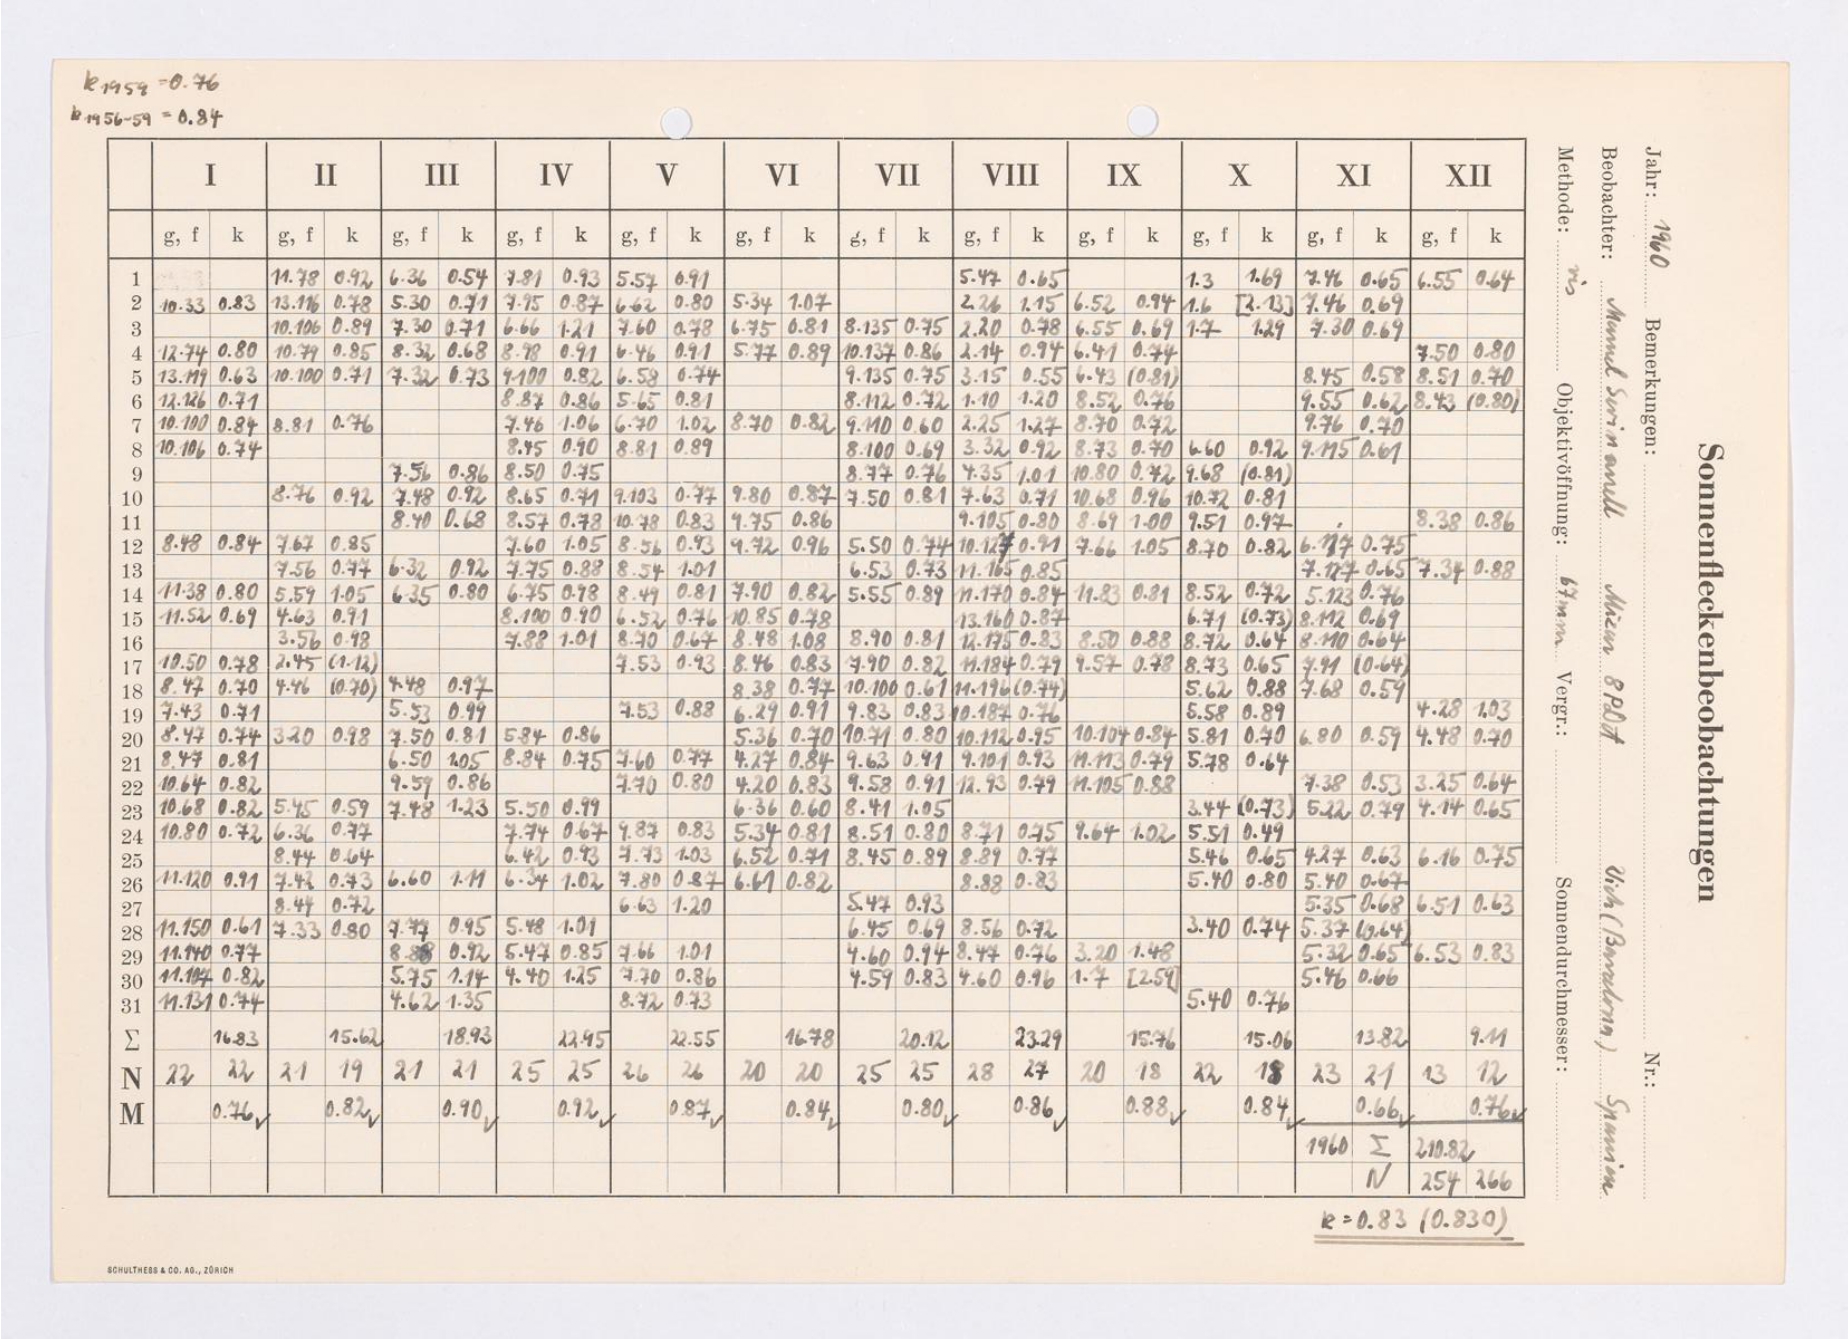 k1959 = 0.76
k1956-59 = 0.84
I II III IV V VI VII VIII IX X XI XII
g, f k g, f k g, f k g, f k g, f k g, f k g, f k g, f k g, f k g, f k g, f k g, f k
1 11.78 0.92 6.36 0.54 7.81 0.93 5.57 0.91 5.47 0.65 1.3 1.69 7.46 0.65 6.55 0.64
2 10.33 0.83 13.116 0.78 5.30 0.71 7.95 0.87 6.62 0.80 5.34 1.07 2.26 1.15 6.52 0.94 1.6 [2.13] 7.46 0.69
3 10.106 0.89 7.30 0.71 6.66 1.21 7.60 0.78 6.75 0.81 8.135 0.75 2.20 0.78 6.55 0.69 1.7 1.29 7.30 0.69
4 12.74 0.80 10.79 0.85 8.32 0.68 8.98 0.91 6.46 0.91 5.77 0.89 10.137 0.86 2.14 0.94 6.41 0.74 7.50 0.80
5 13.119 0.63 10.100 0.71 7.32 0.73 9.100 0.82 6.58 0.74 9.135 0.75 3.15 0.55 6.43 (0.81) 8.45 0.58 8.51 0.70
6 12.126 0.71 8.87 0.86 5.65 0.81 8.112 0.72 1.10 1.20 8.52 0.76 9.55 0.62 8.43 (0.80)
7 10.100 0.84 8.81 0.76 7.46 1.06 6.70 1.02 8.70 0.82 9.110 0.60 2.25 1.27 8.70 0.72 9.76 0.70
8 10.106 0.74 8.45 0.90 8.81 0.89 8.100 0.69 3.32 0.92 8.73 0.70 6.60 0.92 9.115 0.61
9 7.56 0.86 8.50 0.75 8.77 0.76 4.35 1.01 10.80 0.72 9.68 (0.81)
10 8.76 0.92 7.48 0.92 8.65 0.71 9.103 0.77 9.80 0.87 7.50 0.81 7.63 0.71 10.68 0.96 10.72 0.81
11 8.40 0.68 8.57 0.78 10.78 0.83 9.75 0.86 9.105 0.80 8.69 1.00 9.51 0.97 8.38 0.86
12 8.48 0.84 7.67 0.85 7.60 1.05 8.56 0.93 9.72 0.96 5.50 0.74 10.127 0.91 7.66 1.05 8.70 0.82 6.117 0.75
13 7.56 0.77 6.32 0.92 7.75 0.88 8.54 1.01 6.53 0.73 11.165 0.85 7.127 0.65 7.34 0.88
14 11.38 0.80 5.59 1.05 6.35 0.80 6.75 0.98 8.49 0.81 7.90 0.82 5.55 0.89 11.170 0.84 11.83 0.81 8.52 0.72 5.123 0.76
15 11.52 0.69 4.63 0.91 8.100 0.90 6.52 0.76 10.85 0.78 13.160 0.87 6.71 (0.73) 8.112 0.69
16 3.56 0.98 7.88 1.01 8.70 0.67 8.48 1.08 8.90 0.81 12.175 0.83 8.50 0.88 8.72 0.64 8.110 0.64
17 10.50 0.78 2.45 (1.12) 7.53 0.93 8.46 0.83 7.90 0.82 11.184 0.79 9.57 0.78 8.73 0.65 7.91 (0.64)
18 8.47 0.70 4.46 (0.70) 4.48 0.97 8.38 0.77 10.100 0.61 11.196 (0.74) 5.62 0.88 7.68 0.59
19 7.43 0.71 5.53 0.99 7.53 0.88 6.29 0.91 9.83 0.83 10.187 0.76 5.58 0.89 4.28 1.03
20 8.47 0.74 3.20 0.98 7.50 0.81 5.84 0.86 5.36 0.70 10.71 0.80 10.112 0.95 10.104 0.84 5.81 0.70 6.80 0.59 4.48 0.70
21 8.47 0.81 6.50 1.05 8.84 0.75 7.60 0.77 4.27 0.84 9.63 0.91 9.101 0.93 11.113 0.79 5.78 0.64
22 10.64 0.82 9.59 0.86 7.70 0.80 4.20 0.83 9.58 0.91 12.93 0.79 11.105 0.88 7.38 0.53 3.25 0.64
23 10.68 0.82 5.45 0.59 7.48 1.23 5.50 0.99 6.36 0.60 8.41 1.05 3.44 (0.73) 5.22 0.79 4.14 0.65
24 10.80 0.72 6.36 0.77 7.74 0.67 9.87 0.83 5.34 0.81 8.51 0.80 8.71 0.75 9.64 1.02 5.51 0.49
25 8.44 0.64 6.42 0.93 7.73 1.03 6.52 0.71 8.45 0.89 8.89 0.77 5.46 0.65 4.27 0.63 6.16 0.75
26 11.120 0.91 7.42 0.73 6.60 1.11 6.34 1.02 7.80 0.87 6.61 0.82 8.88 0.83 5.40 0.80 5.40 0.67
27 8.44 0.72 6.63 1.20 5.47 0.93 5.35 0.68 6.51 0.63
28 11.150 0.61 7.33 0.80 7.77 0.95 5.48 1.01 6.45 0.69 8.56 0.72 3.40 0.74 5.37 (0.64)
29 11.140 0.77 0.92 5.47 0.85 7.66 1.01 4.60 0.94 8.47 0.76 3.20 1.48 5.32 0.65 6.53 0.83
30 11.107 0.82 5.75 1.14 4.40 1.25 7.70 0.86 4.59 0.83 4.60 0.96 1.7 [2.59] 5.46 0.66
31 11.131 0.74 4.62 1.35 8.72 0.73 5.40 0.76
Σ 16.83 15.62 18.93 22.95 22.55 16.78 20.12 23.29 15.76 15.06 13.82 9.11
N 22 22 21 19 21 21 25 25 26 26 20 20 25 25 28 27 20 18 22 18 23 21 13 12
M 0.76 0.82 0.90 0.92 0.87 0.84 0.80 0.86 0.88 0.84 0.66 0.76
1960 Σ 210.82
N 254 266
k = 0.83 (0.830)
SCHULTHESS & CO. AG., ZÜRICH
Sonnenfleckenbeobachtungen
Jahr: 1960 Bemerkungen: Nr.:
Beobachter: Vich (Barcelona) Spanien
Methode: vis Objektivöffnung: 67mm Vergr.: Sonnendurchmesser: